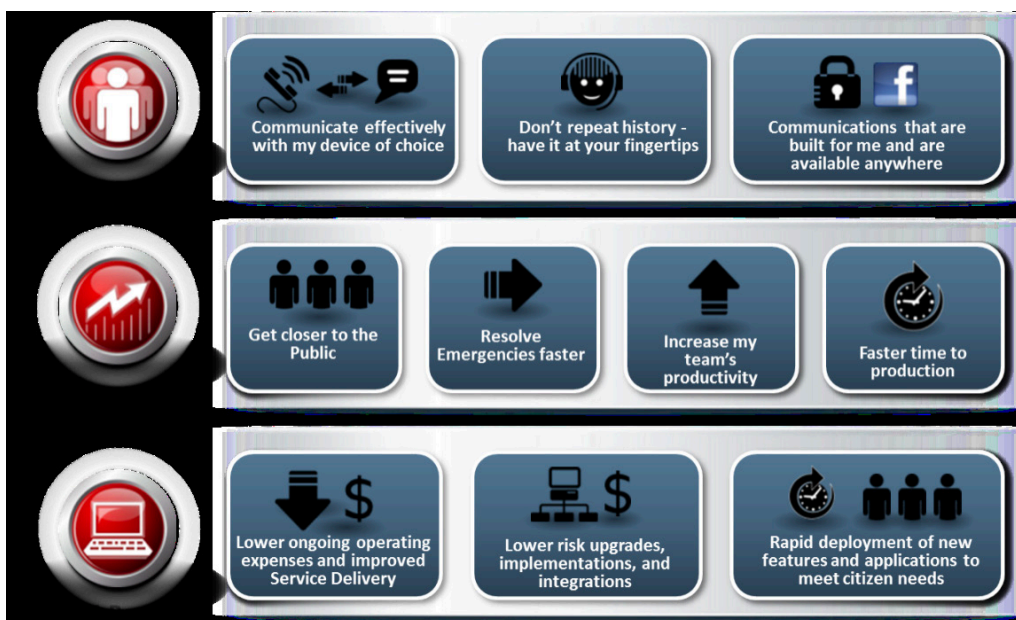 Communicate effectively
with my device of choice
Don't repeat history -
have it at your fingertips
f
Communications that are
built for me and are
available anywhere
Get closer to the
Public
Resolve
Emergencies faster
Increase my
team's
productivity
Faster time to
production
$
Lower ongoing operating
expenses and improved
Service Delivery
$
Lower risk upgrades,
implementations, and
integrations
Rapid deployment of new
features and applications to
meet citizen needs